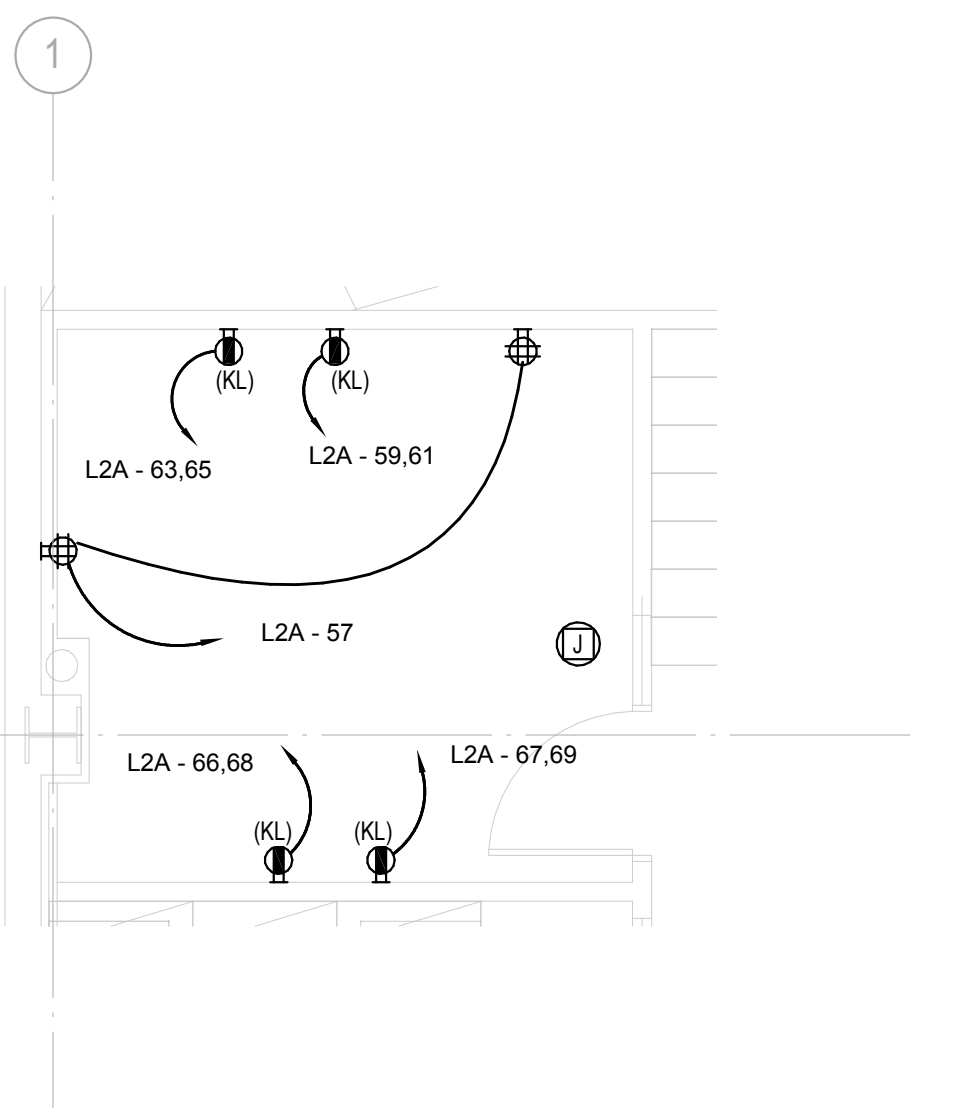 1
(KL)
(KL)
L2A - 63,65
L2A - 59,61
L2A - 57
J
L2A - 66,68
L2A - 67,69
(KL)
(KL)